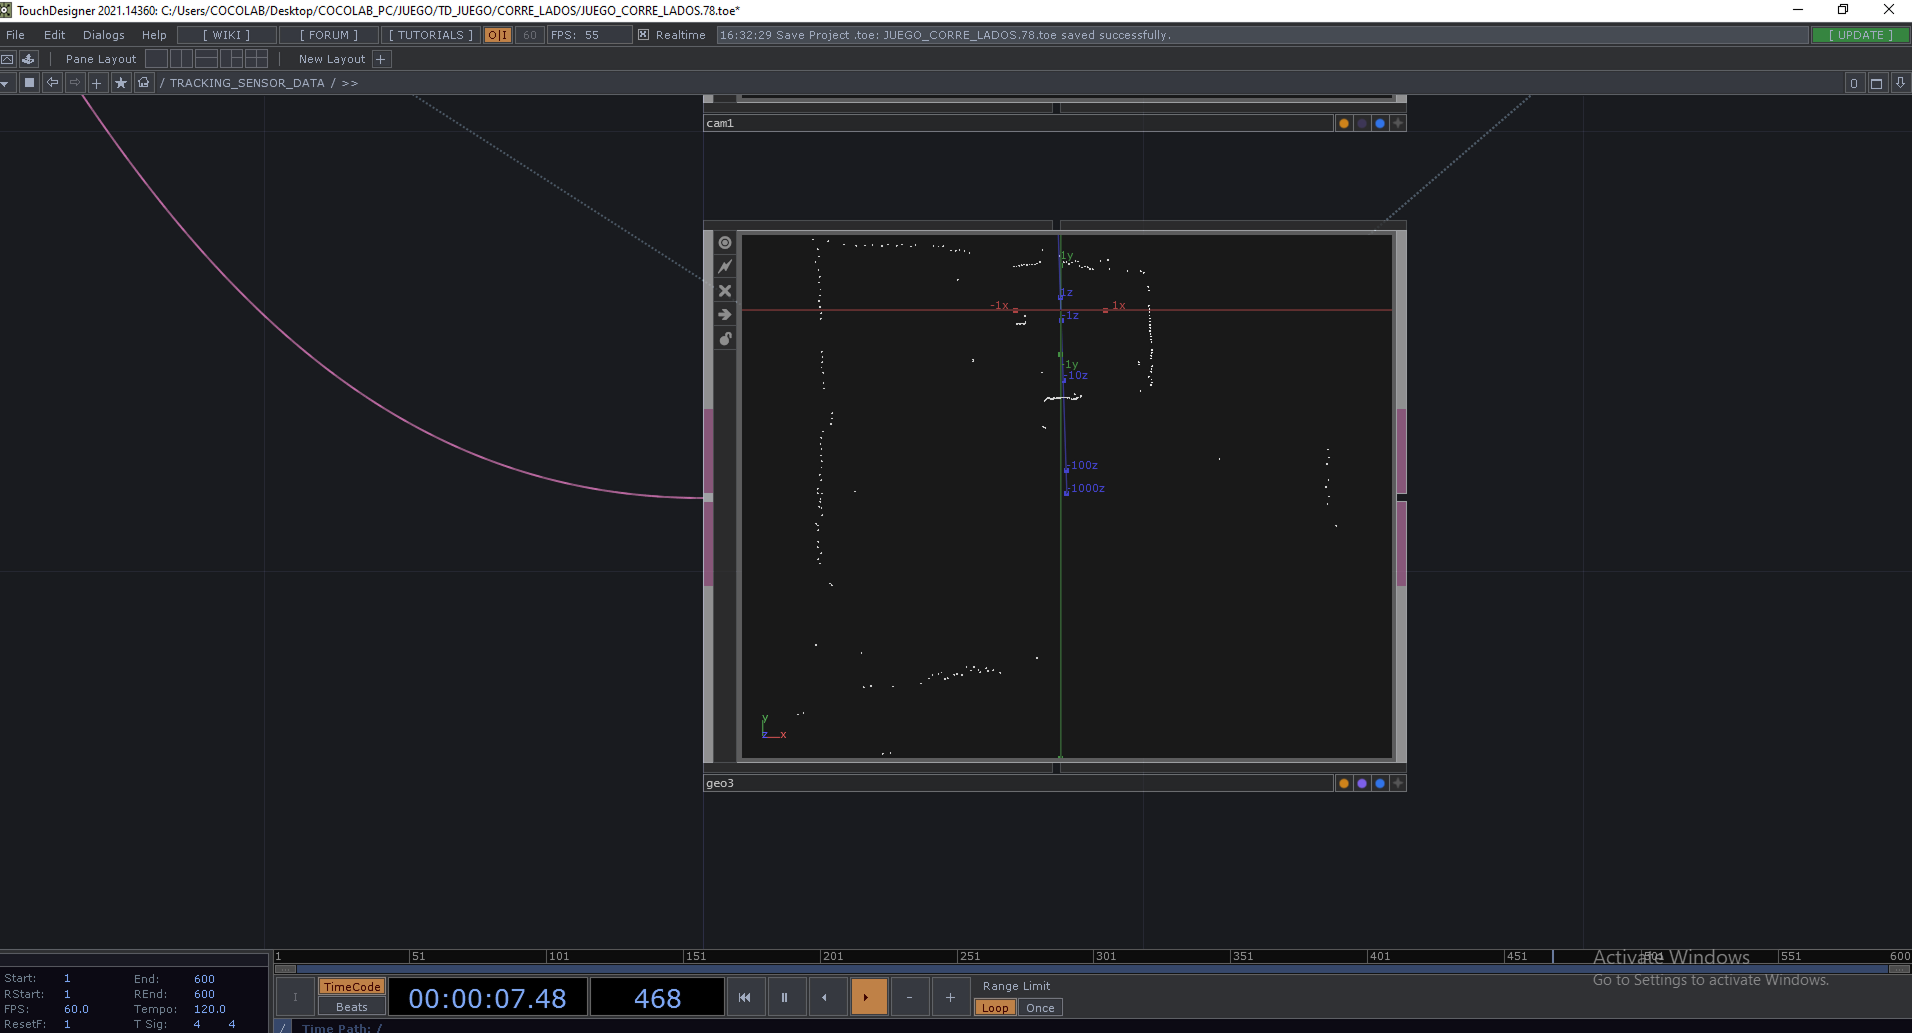 TouchDesigner 2021.14360: C:/Users/COCOLAB/Desktop/COCOLAB_PC/JUEGO/TD_JUEGO/CORRE_LADOS/JUEGO_CORRE_LADOS.78.toe*
File Edit Dialogs Help [ WIKI ] [ FORUM ] [ TUTORIALS ] O|I 60 FPS: 55 Realtime 16:32:29 Save Project .toe: JUEGO_CORRE_LADOS.78.toe saved successfully. [ UPDATE ]
Pane Layout New Layout +
/ TRACKING_SENSOR_DATA / >> 0
cam1
1y
1z
-1x 1x
-1z
-1y
-10z
-100z
-1000z
y
z x
geo3
1 51 101 151 201 251 301 351 401 451 501 551 600
Activate Windows
Go to Settings to activate Windows.
Start: 1 End: 600
RStart: 1 REnd: 600
FPS: 60.0 Tempo: 120.0
ResetF: 1 T Sig: 4 4
I TimeCode 00:00:07.48 468 - + Range Limit
Beats Loop Once
/ Time Path: /